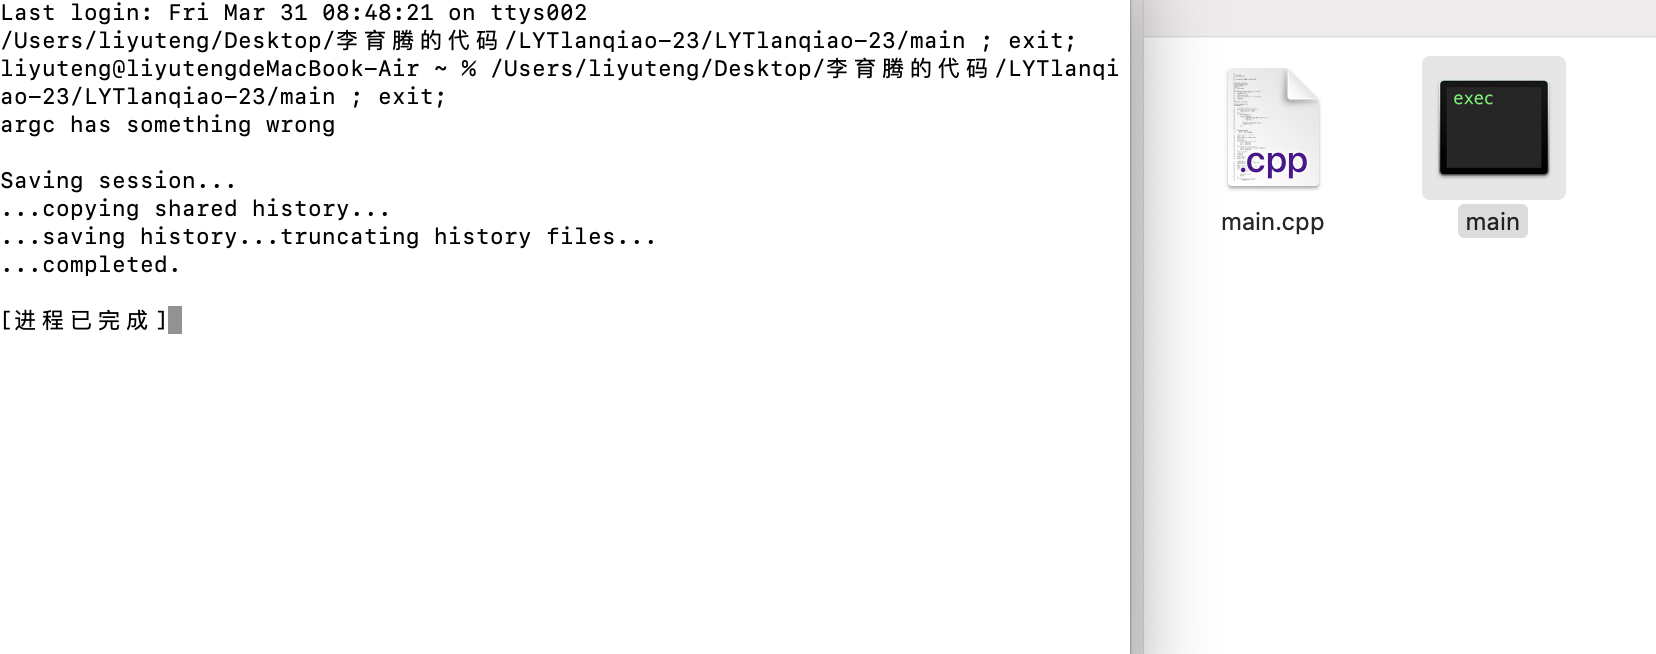 Last login: Fri Mar 31 08:48:21 on ttys002
/Users/liyuteng/Desktop/李育腾的代码/LYTlanqiao-23/LYTlanqiao-23/main ; exit;
liyuteng@liyutengdeMacBook-Air ~ % /Users/liyuteng/Desktop/李育腾的代码/LYTlanqi
ao-23/LYTlanqiao-23/main ; exit;
argc has something wrong
Saving session...
...copying shared history...
...saving history...truncating history files...
...completed.
[进程已完成]
.cpp
main.cpp
exec
main